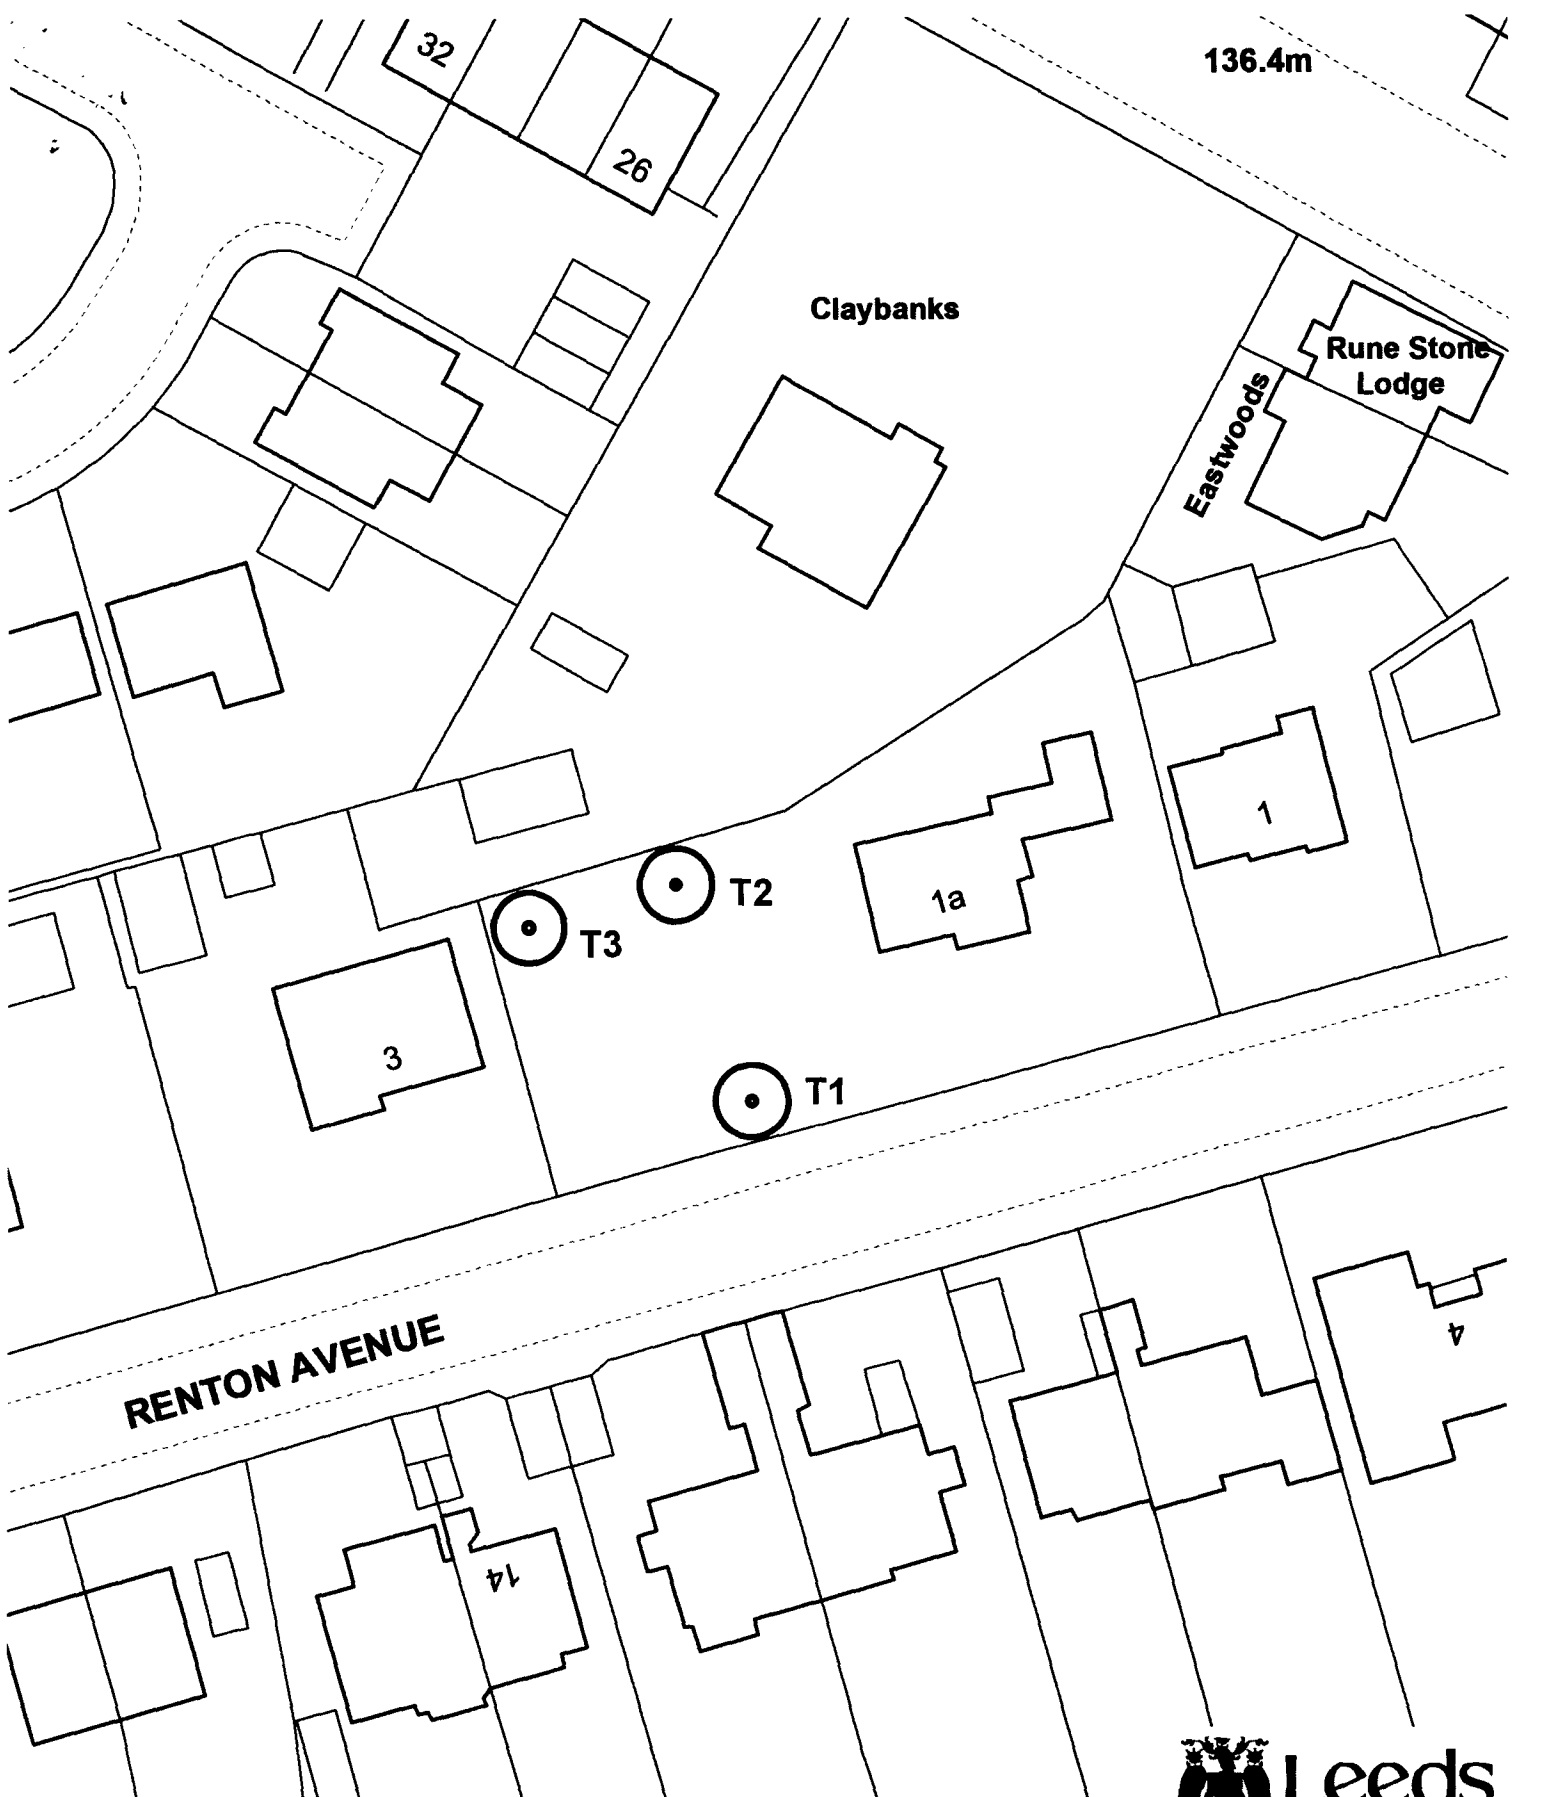 32
136.4m
26
Claybanks
Rune Stone
Lodge
Eastwoods
1
1a
T2
T3
3
T1
RENTON AVENUE
4
14
Leeds